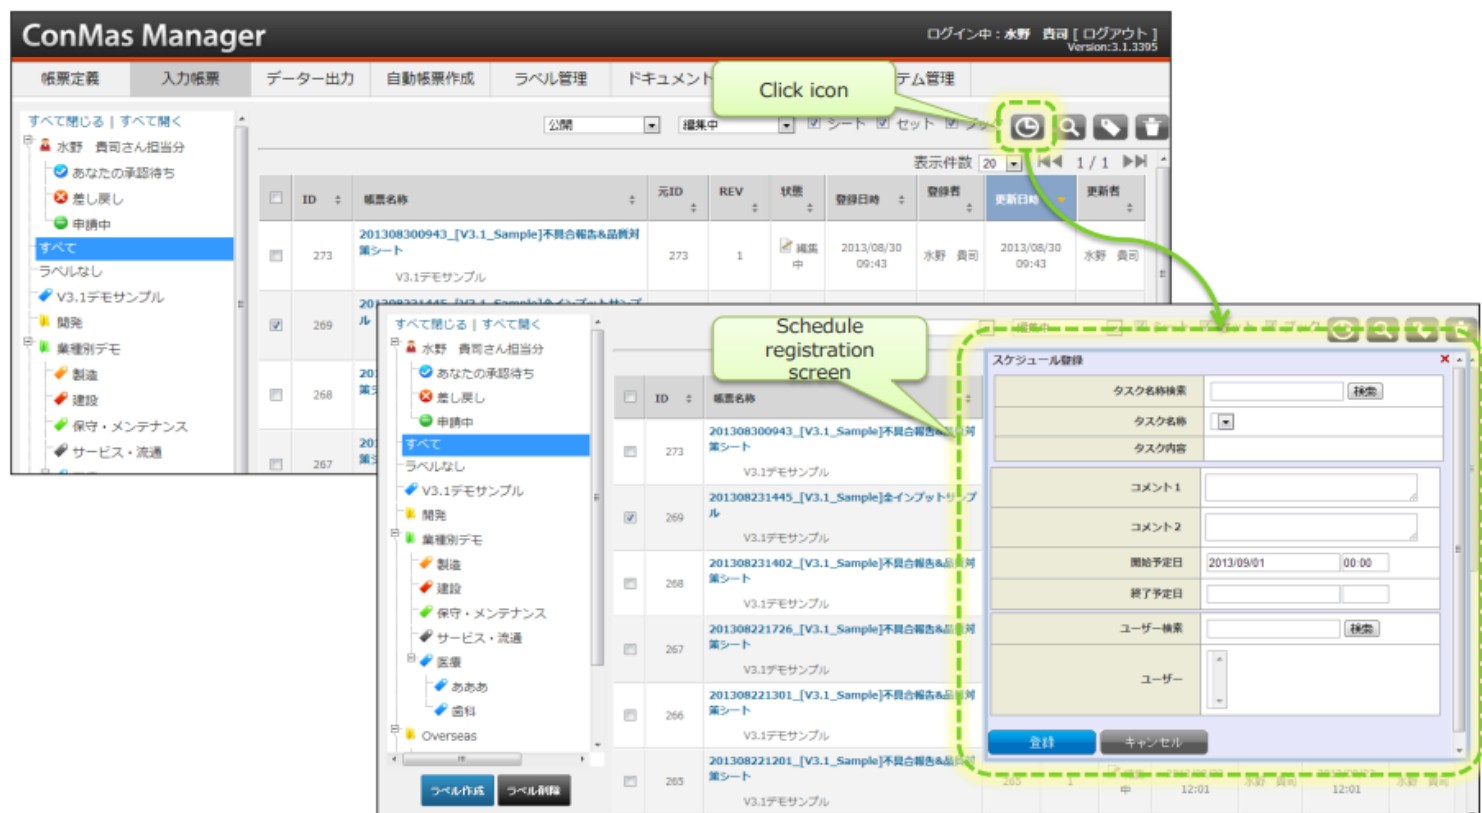 ConMas Manager
ログイン中 : 水野 貴司 [ ログアウト ]
Version:3.1.3395
帳票定義 入力帳票 データー出力 自動帳票作成 ラベル管理 ドキュメント テム管理
Click icon
すべて閉じる | すべて開く
公開 編集中 シート セット ブッ
水野 貴司さん担当分
あなたの承認待ち
差し戻し
申請中
すべて
ラベルなし
V3.1デモサンプル
開発
業種別デモ
製造
建設
保守・メンテナンス
サービス・流通
表示件数 20 1 / 1
ID 帳票名称 元ID REV 状態 登録日時 登録者 更新日時 更新者
273 201308300943_[V3.1_Sample]不具合報告&品質対策シート
V3.1デモサンプル
273 1 編集中 2013/08/30 09:43 水野 貴司 2013/08/30 09:43 水野 貴司
269
268
267
Schedule
registration
screen
すべて閉じる | すべて開く
水野 貴司さん担当分
あなたの承認待ち
差し戻し
申請中
すべて
ラベルなし
V3.1デモサンプル
開発
業種別デモ
製造
建設
保守・メンテナンス
サービス・流通
医療
あああ
歯科
Overseas
ラベル作成 ラベル削除
ID 帳票名称
273 201308300943_[V3.1_Sample]不具合報告&品質対策シート
V3.1デモサンプル
269 201308231445_[V3.1_Sample]全インプットサンプル
V3.1デモサンプル
268 201308231402_[V3.1_Sample]不具合報告&品質対策シート
V3.1デモサンプル
267 201308221726_[V3.1_Sample]不具合報告&品質対策シート
V3.1デモサンプル
266 201308221301_[V3.1_Sample]不具合報告&品質対策シート
V3.1デモサンプル
265 201308221201_[V3.1_Sample]不具合報告&品質対策シート
V3.1デモサンプル
265 1 12:01 水野 貴司 12:01 水野 貴司
スケジュール登録
タスク名称検索 検索
タスク名称
タスク内容
コメント1
コメント2
開始予定日 2013/09/01 00:00
終了予定日
ユーザー検索 検索
ユーザー
登録 キャンセル